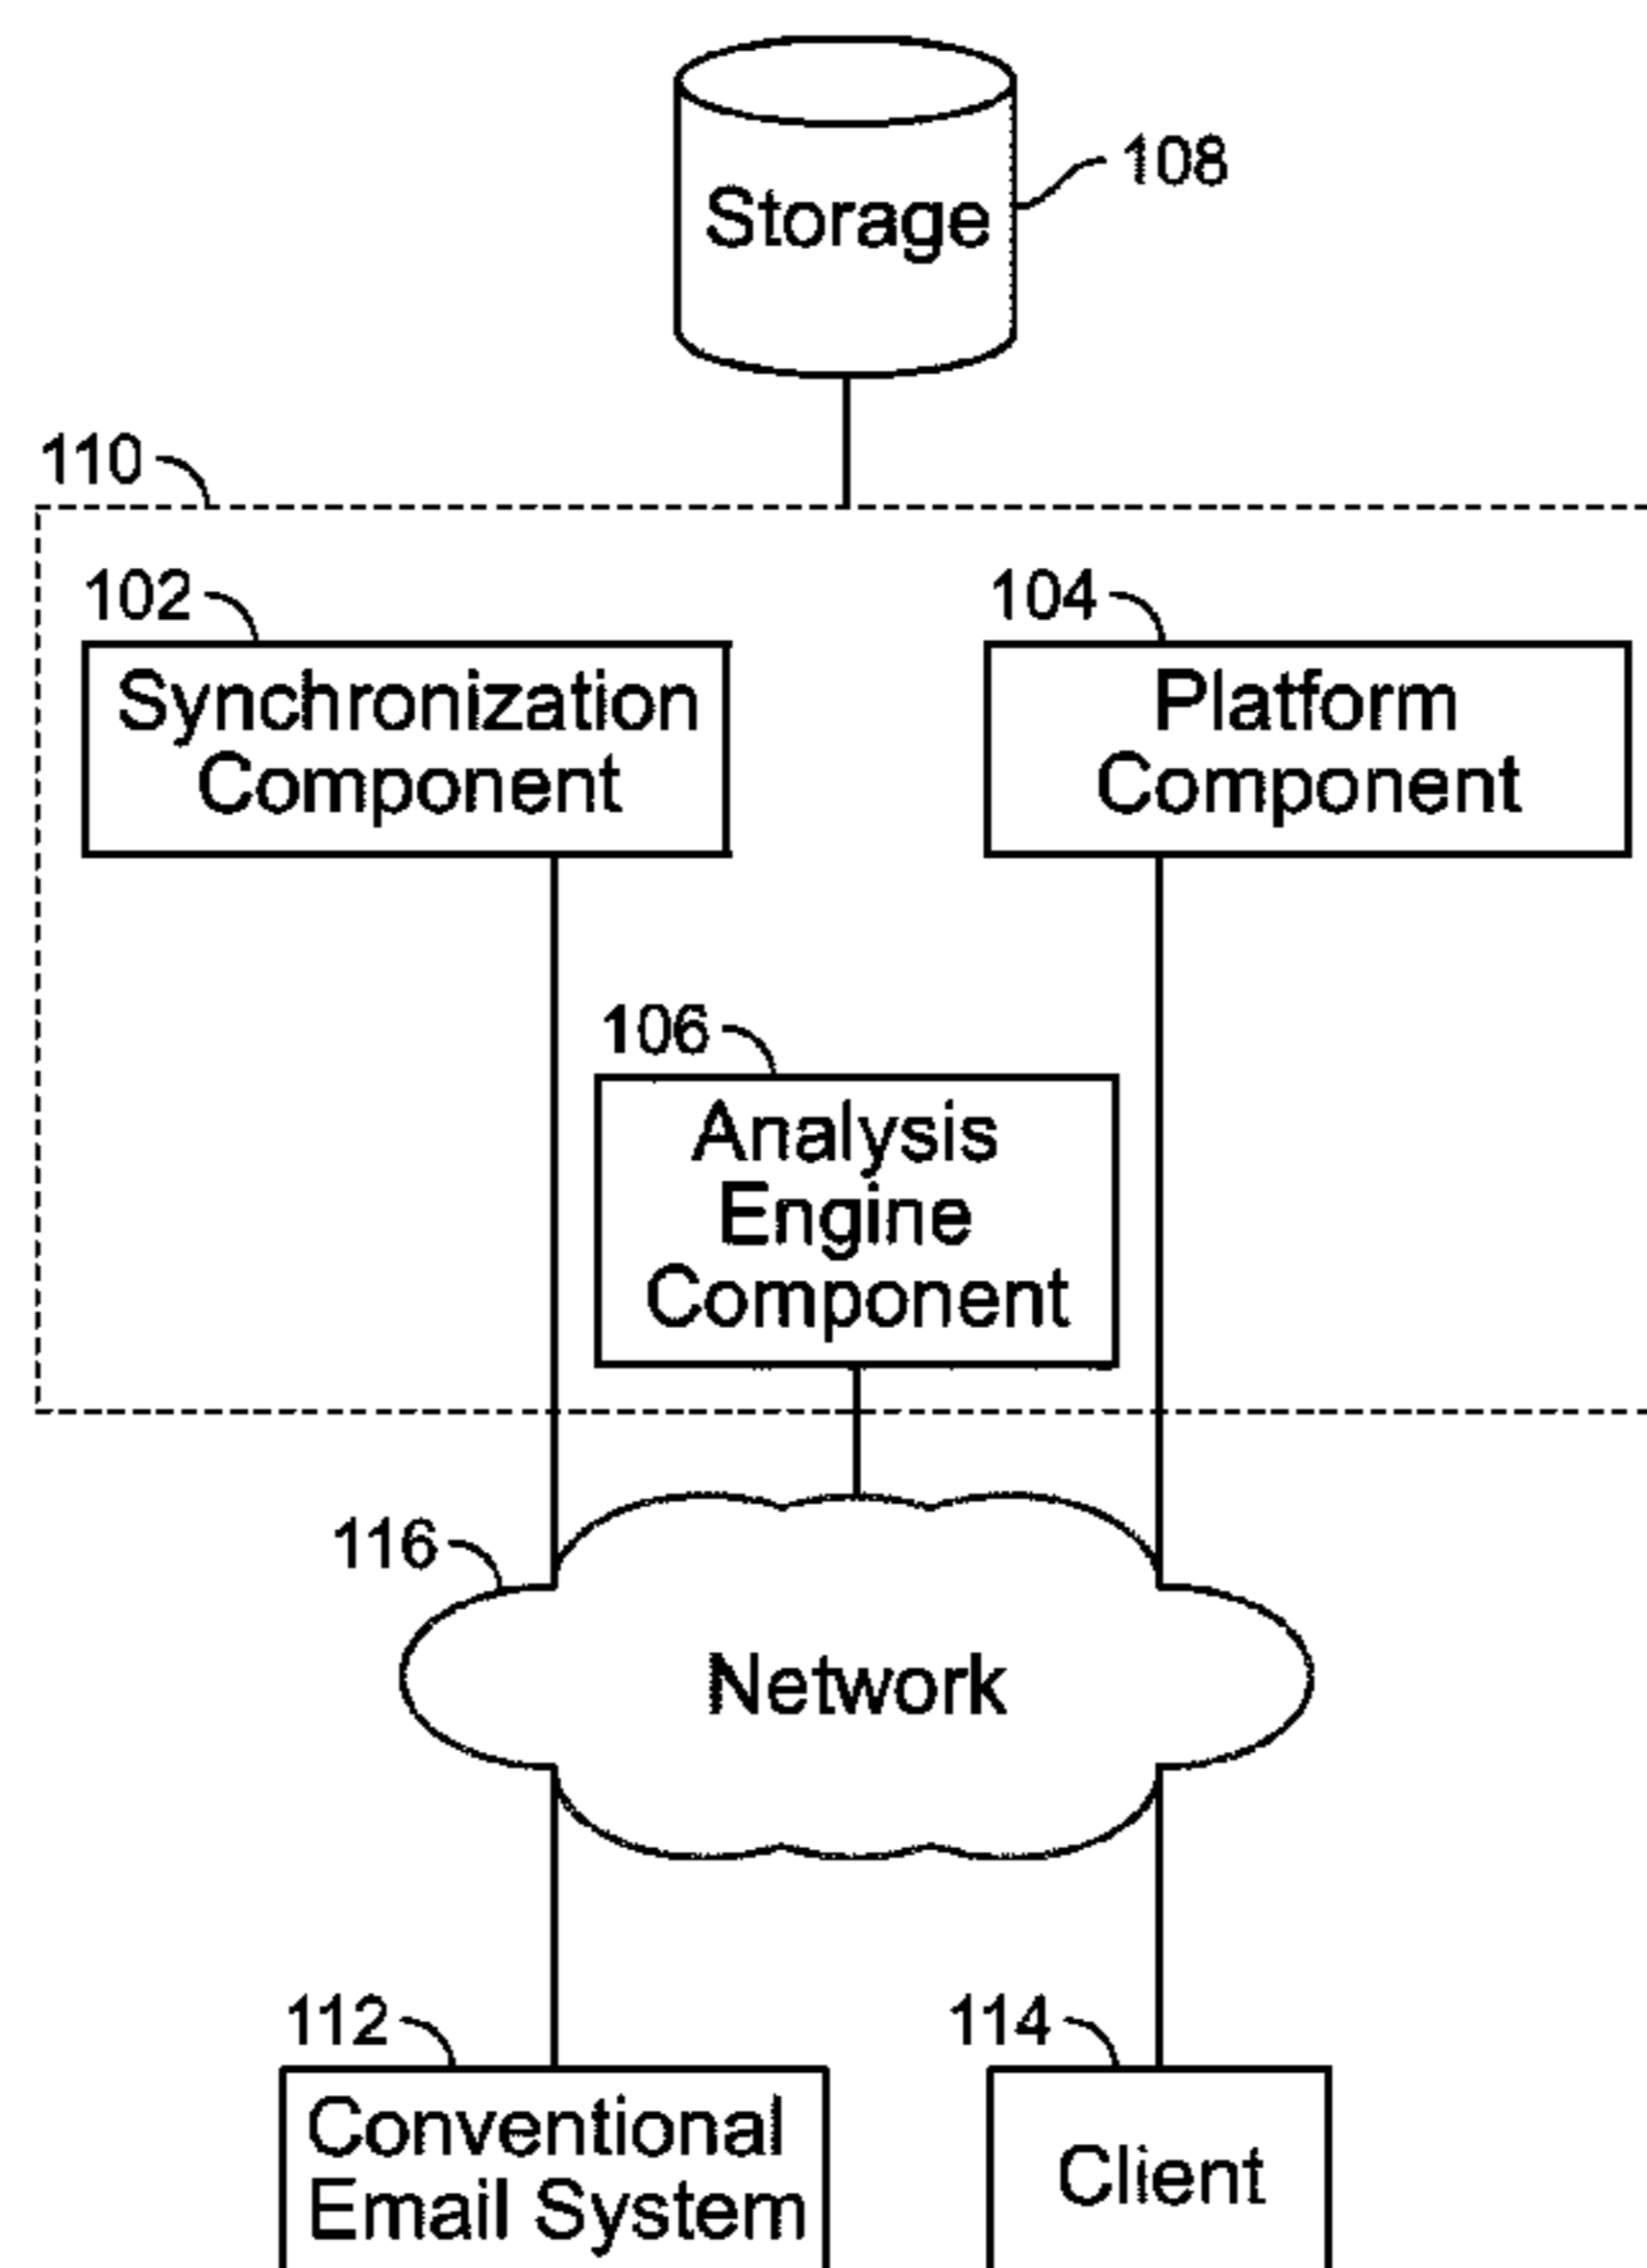 108
Storage
110
102
104
Synchronization
Component
Platform
Component
106
Analysis
Engine
Component
116
Network
112
114
Conventional
Email System
Client